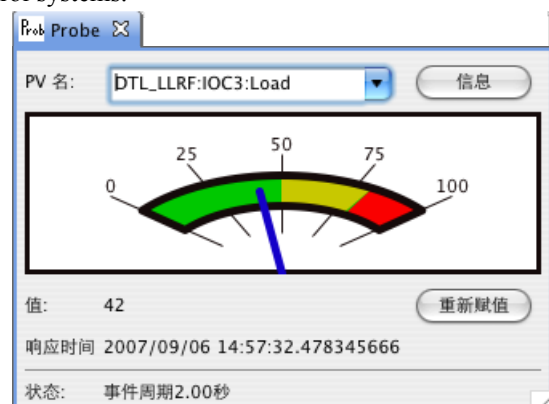 or systems.
Prob Probe
PV 名: DTL_LLRF:IOC3:Load 信息
0 25 50 75 100
值: 42 重新赋值
响应时间 2007/09/06 14:57:32.478345666
状态: 事件周期2.00秒